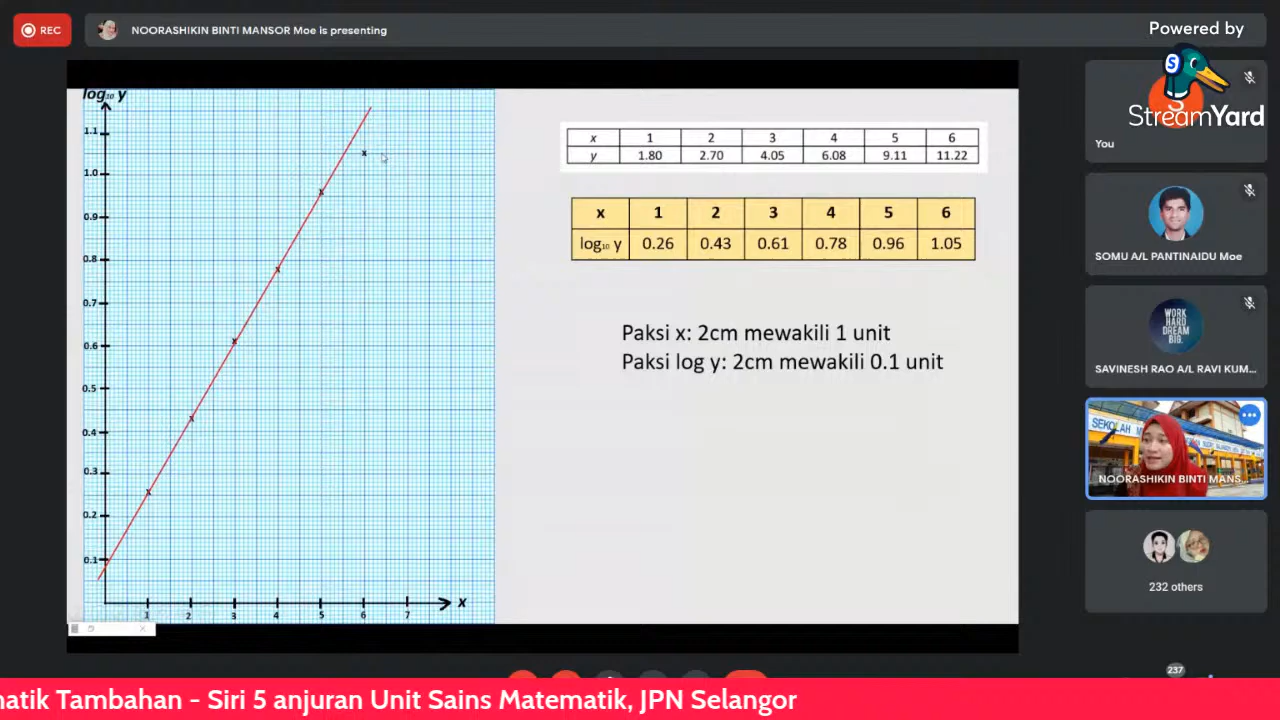 REC
NOORASHIKIN BINTI MANSOR Moe is presenting
Powered by
StreamYard
S
You
log₁₀ y
1.1
1.0
0.9
0.8
0.7
0.6
0.5
0.4
0.3
0.2
0.1
1 2 3 4 5 6 7
x
x 1 2 3 4 5 6
y 1.80 2.70 4.05 6.08 9.11 11.22
x 1 2 3 4 5 6
log₁₀ y 0.26 0.43 0.61 0.78 0.96 1.05
Paksi x: 2cm mewakili 1 unit
Paksi log y: 2cm mewakili 0.1 unit
SOMU A/L PANTINAIDU Moe
WORK
HARD
DREAM
BIG.
SAVINESH RAO A/L RAVI KUM...
SEKOLAH
NOORASHIKIN BINTI MANS...
232 others
237
natik Tambahan - Siri 5 anjuran Unit Sains Matematik, JPN Selangor